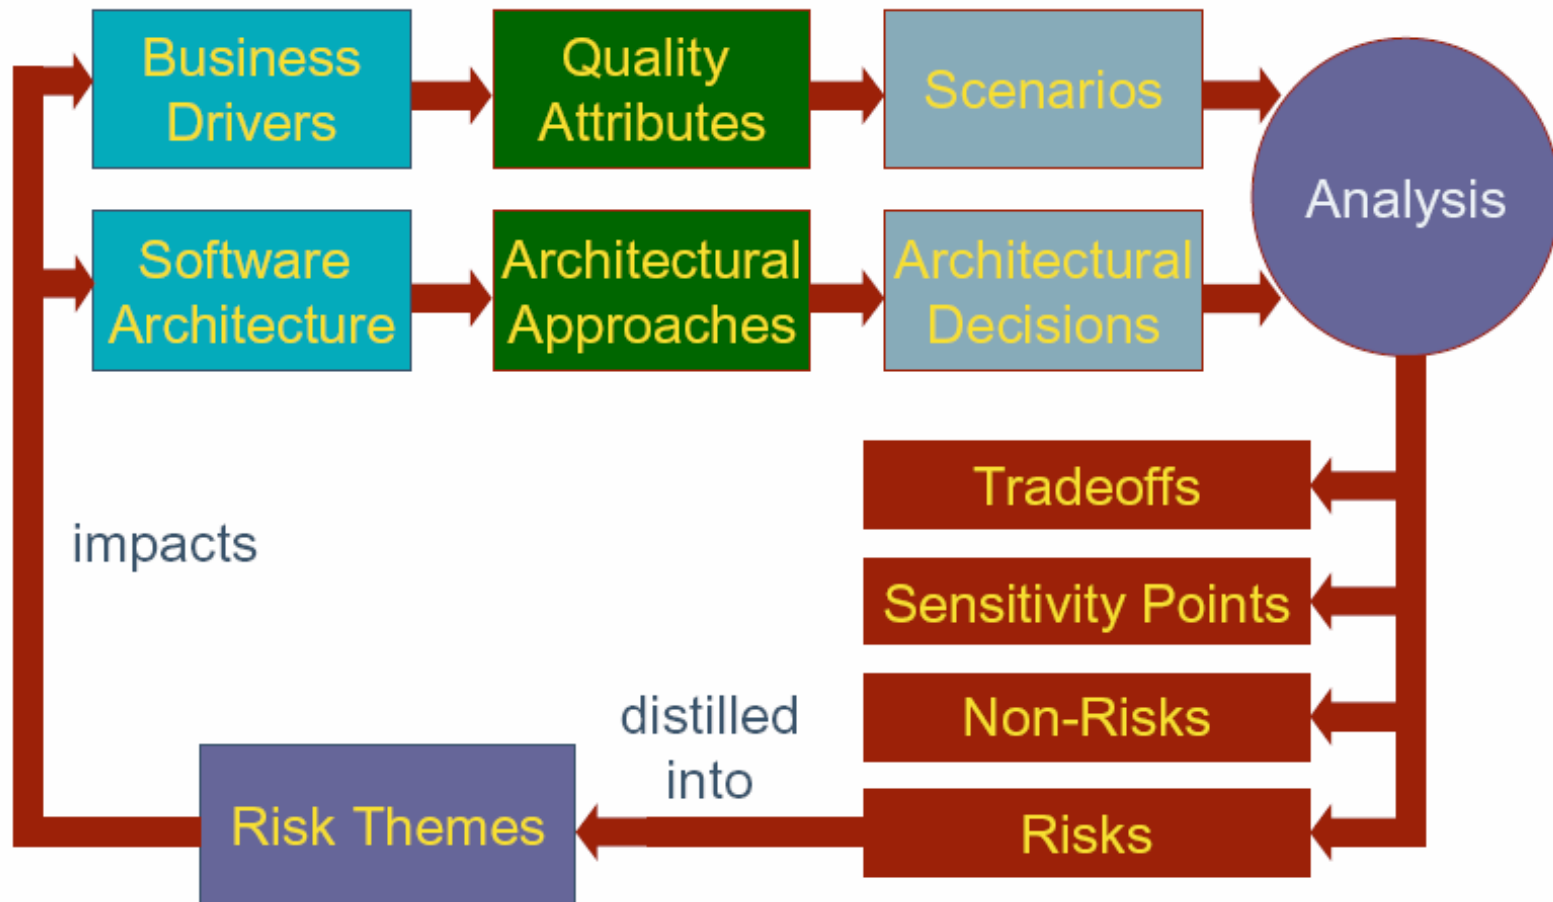 Business
Drivers
Quality
Attributes
Scenarios
Analysis
Software
Architecture
Architectural
Approaches
Architectural
Decisions
Tradeoffs
impacts
Sensitivity Points
Non-Risks
distilled
into
Risk Themes
Risks